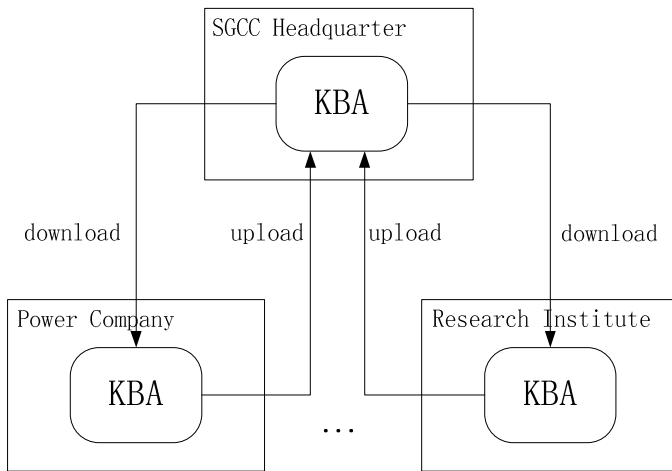 SGCC Headquarter
KBA
download
upload
upload
download
Power Company
Research Institute
KBA
...
KBA